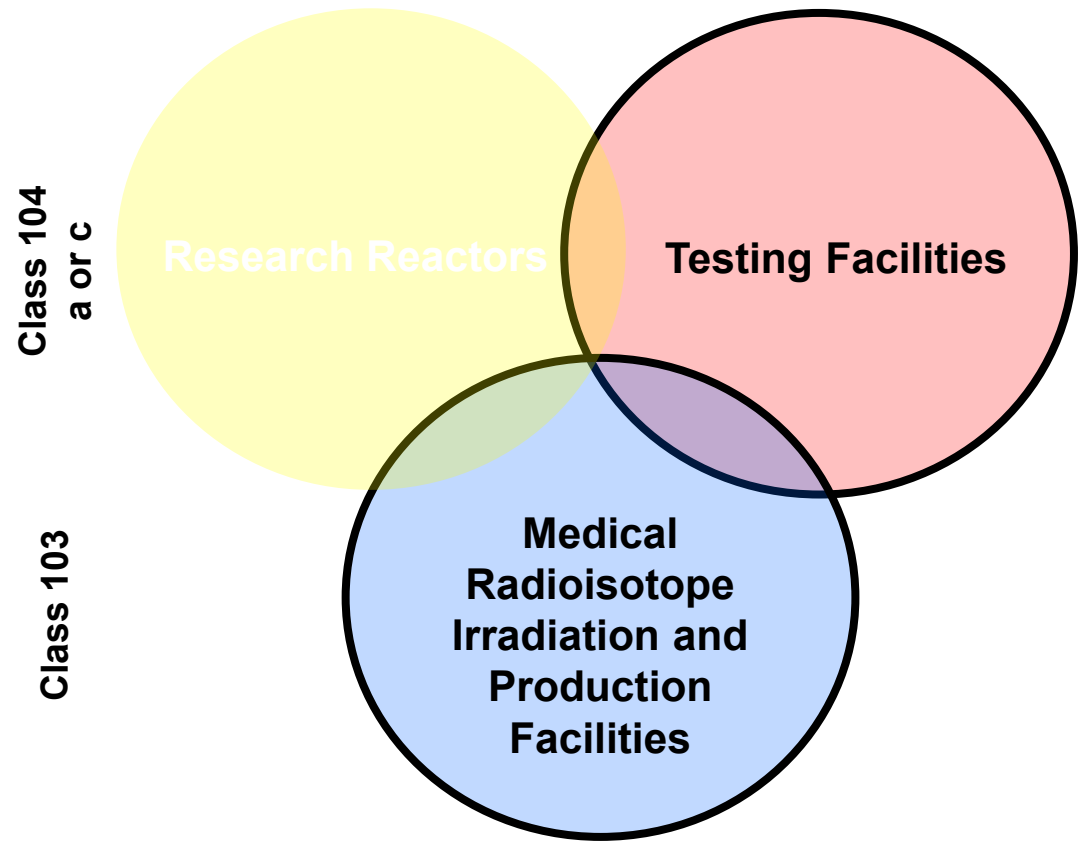 Class 104
a or c
Research Reactors
Testing Facilities
Class 103
Medical
Radioisotope
Irradiation and
Production
Facilities